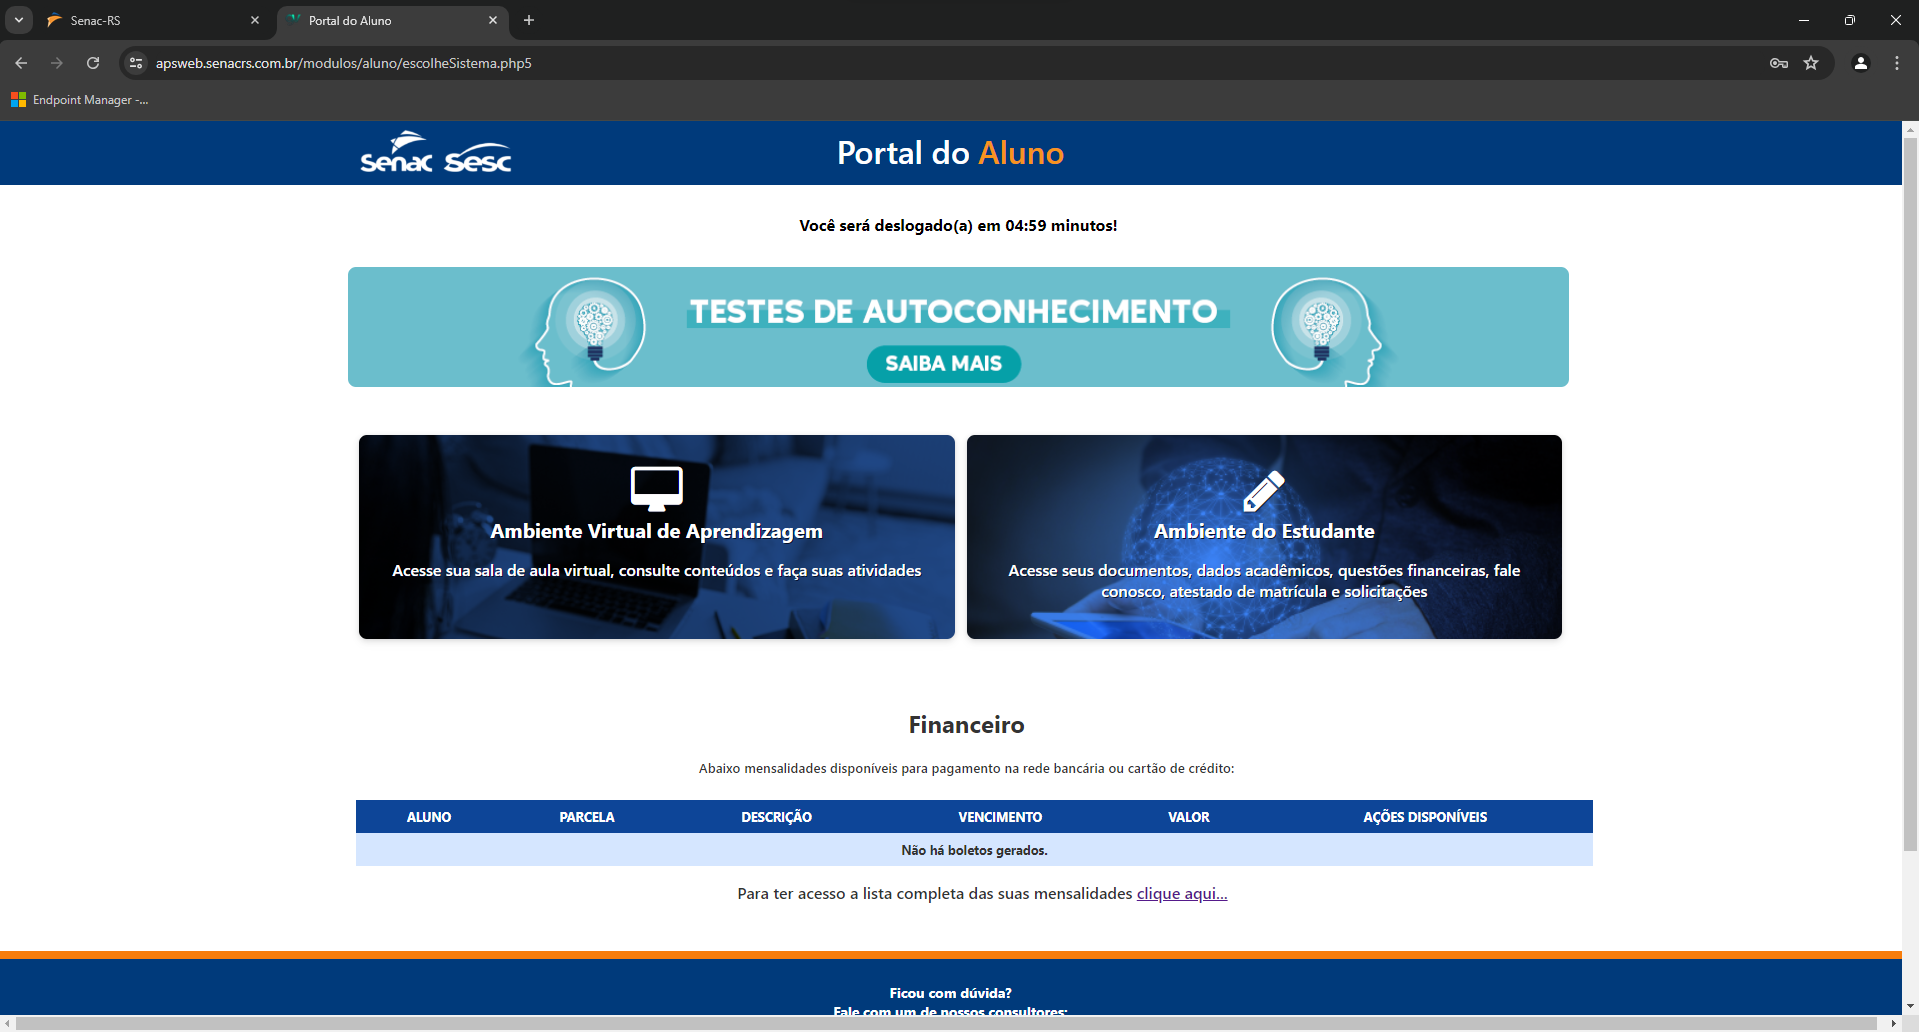 Senac-RS
Portal do Aluno
apsweb.senacrs.com.br/modulos/aluno/escolheSistema.php5
Endpoint Manager -...
Senac Sesc
Portal do Aluno
Você será deslogado(a) em 04:59 minutos!
TESTES DE AUTOCONHECIMENTO
SAIBA MAIS
Ambiente Virtual de Aprendizagem
Acesse sua sala de aula virtual, consulte conteúdos e faça suas atividades
Ambiente do Estudante
Acesse seus documentos, dados acadêmicos, questões financeiras, fale
conosco, atestado de matrícula e solicitações
Financeiro
Abaixo mensalidades disponíveis para pagamento na rede bancária ou cartão de crédito:
ALUNO PARCELA DESCRIÇÃO VENCIMENTO VALOR AÇÕES DISPONÍVEIS
Não há boletos gerados.
Para ter acesso a lista completa das suas mensalidades clique aqui...
Ficou com dúvida?
Fale com um de nossos consultores: